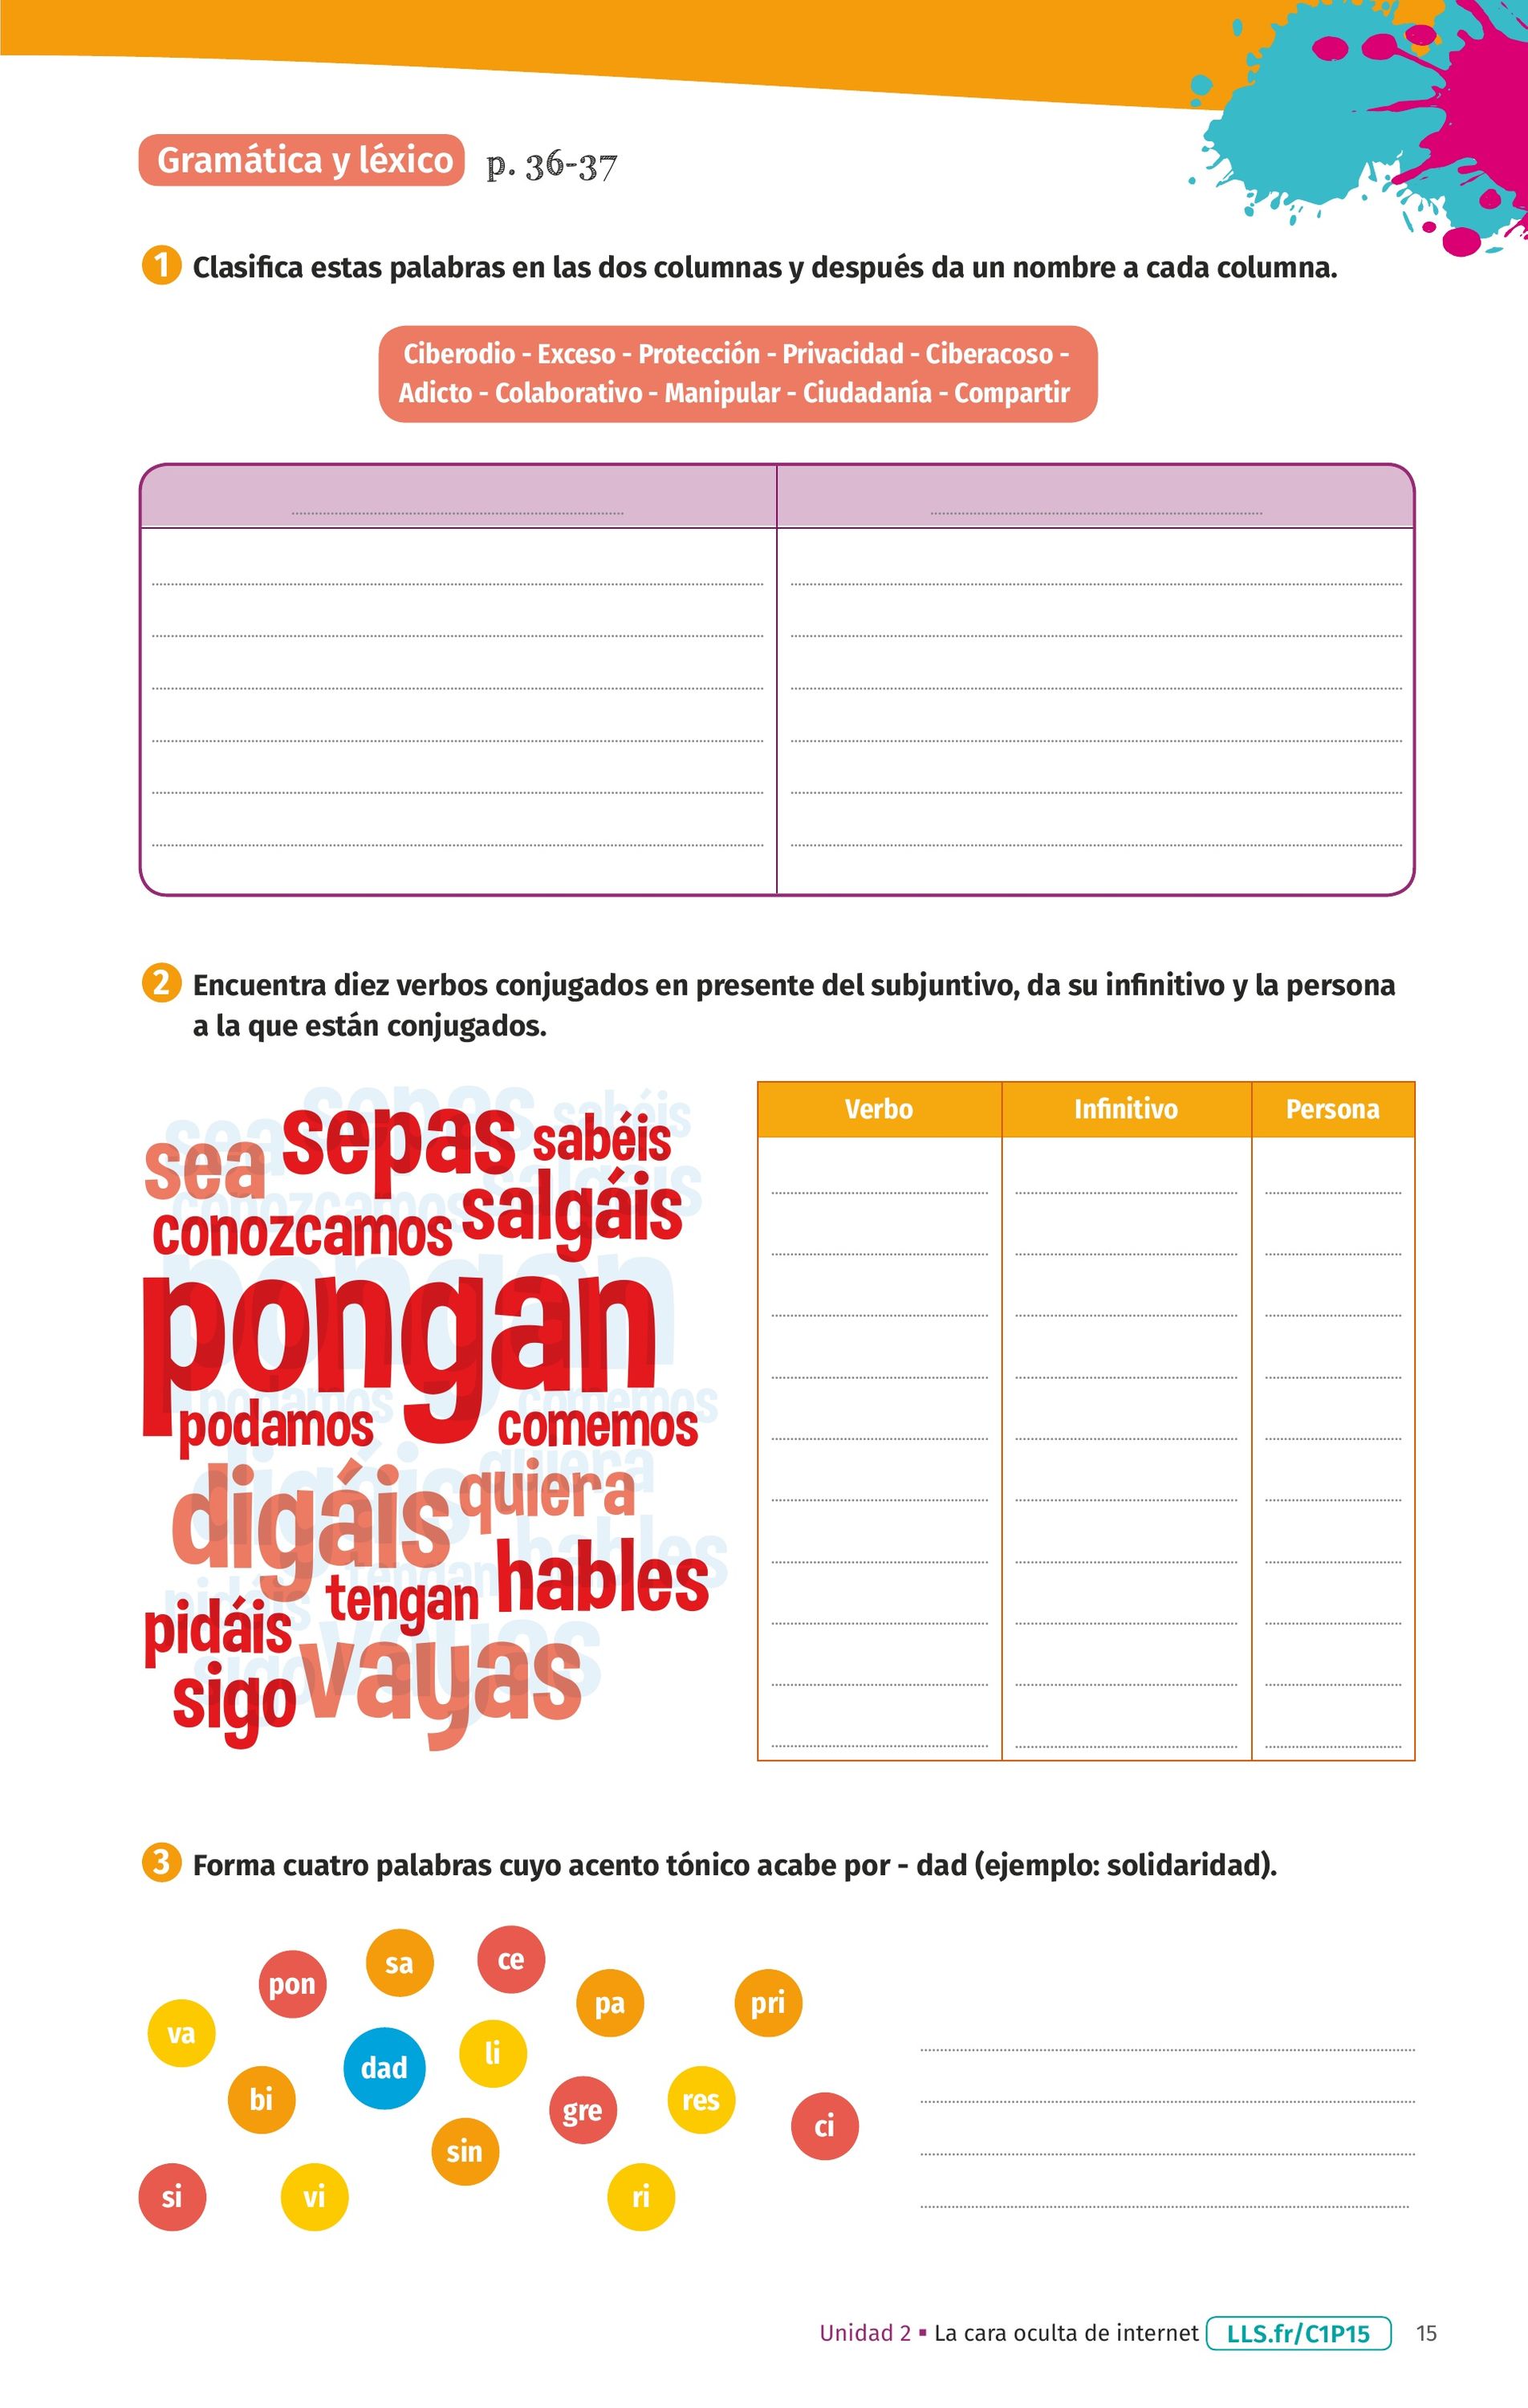 Gramática y léxico p. 36-37
1 Clasifica estas palabras en las dos columnas y después da un nombre a cada columna.
Ciberodio - Exceso - Protección - Privacidad - Ciberacoso -
Adicto - Colaborativo - Manipular - Ciudadanía - Compartir
2 Encuentra diez verbos conjugados en presente del subjuntivo, da su infinitivo y la persona
a la que están conjugados.
sea sepas sabéis
conozcamos salgáis
pongan
podamos comemos
digáis quiera
tengan hables
pidáis
sigo vayas
Verbo Infinitivo Persona
3 Forma cuatro palabras cuyo acento tónico acabe por - dad (ejemplo: solidaridad).
pon sa ce pa pri
va dad li
bi gre res ci
sin
si vi ri
Unidad 2 ▪ La cara oculta de internet LLS.fr/C1P15 15